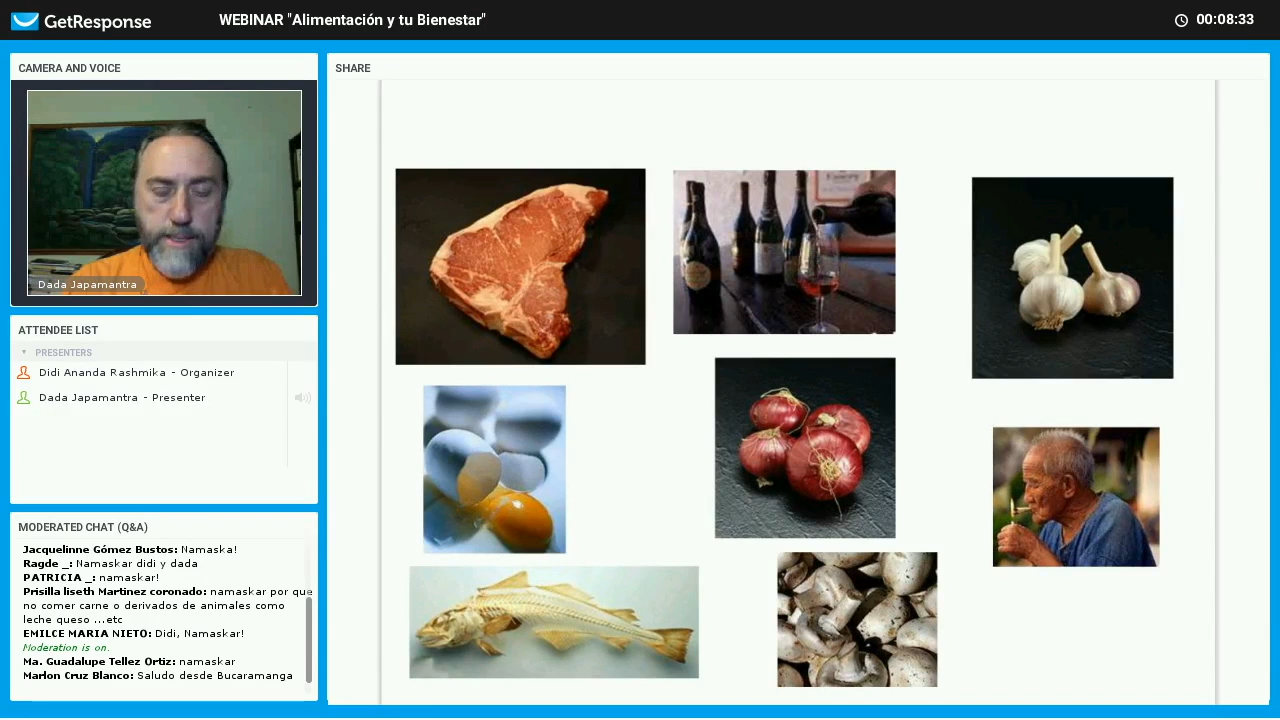 GetResponse
WEBINAR "Alimentación y tu Bienestar"
00:08:33
CAMERA AND VOICE
Dada Japamantra
SHARE
ATTENDEE LIST
PRESENTERS
Didi Ananda Rashmika - Organizer
Dada Japamantra - Presenter
MODERATED CHAT (Q&A)
Jacquelinne Gómez Bustos: Namaska!
Ragde _: Namaskar didi y dada
PATRICIA _: namaskar!
Prisilla liseth Martinez coronado: namaskar por que
no comer carne o derivados de animales como
leche queso ...etc
EMILCE MARIA NIETO: Didi, Namaskar!
Moderation is on.
Ma. Guadalupe Tellez Ortiz: namaskar
Marlon Cruz Blanco: Saludo desde Bucaramanga